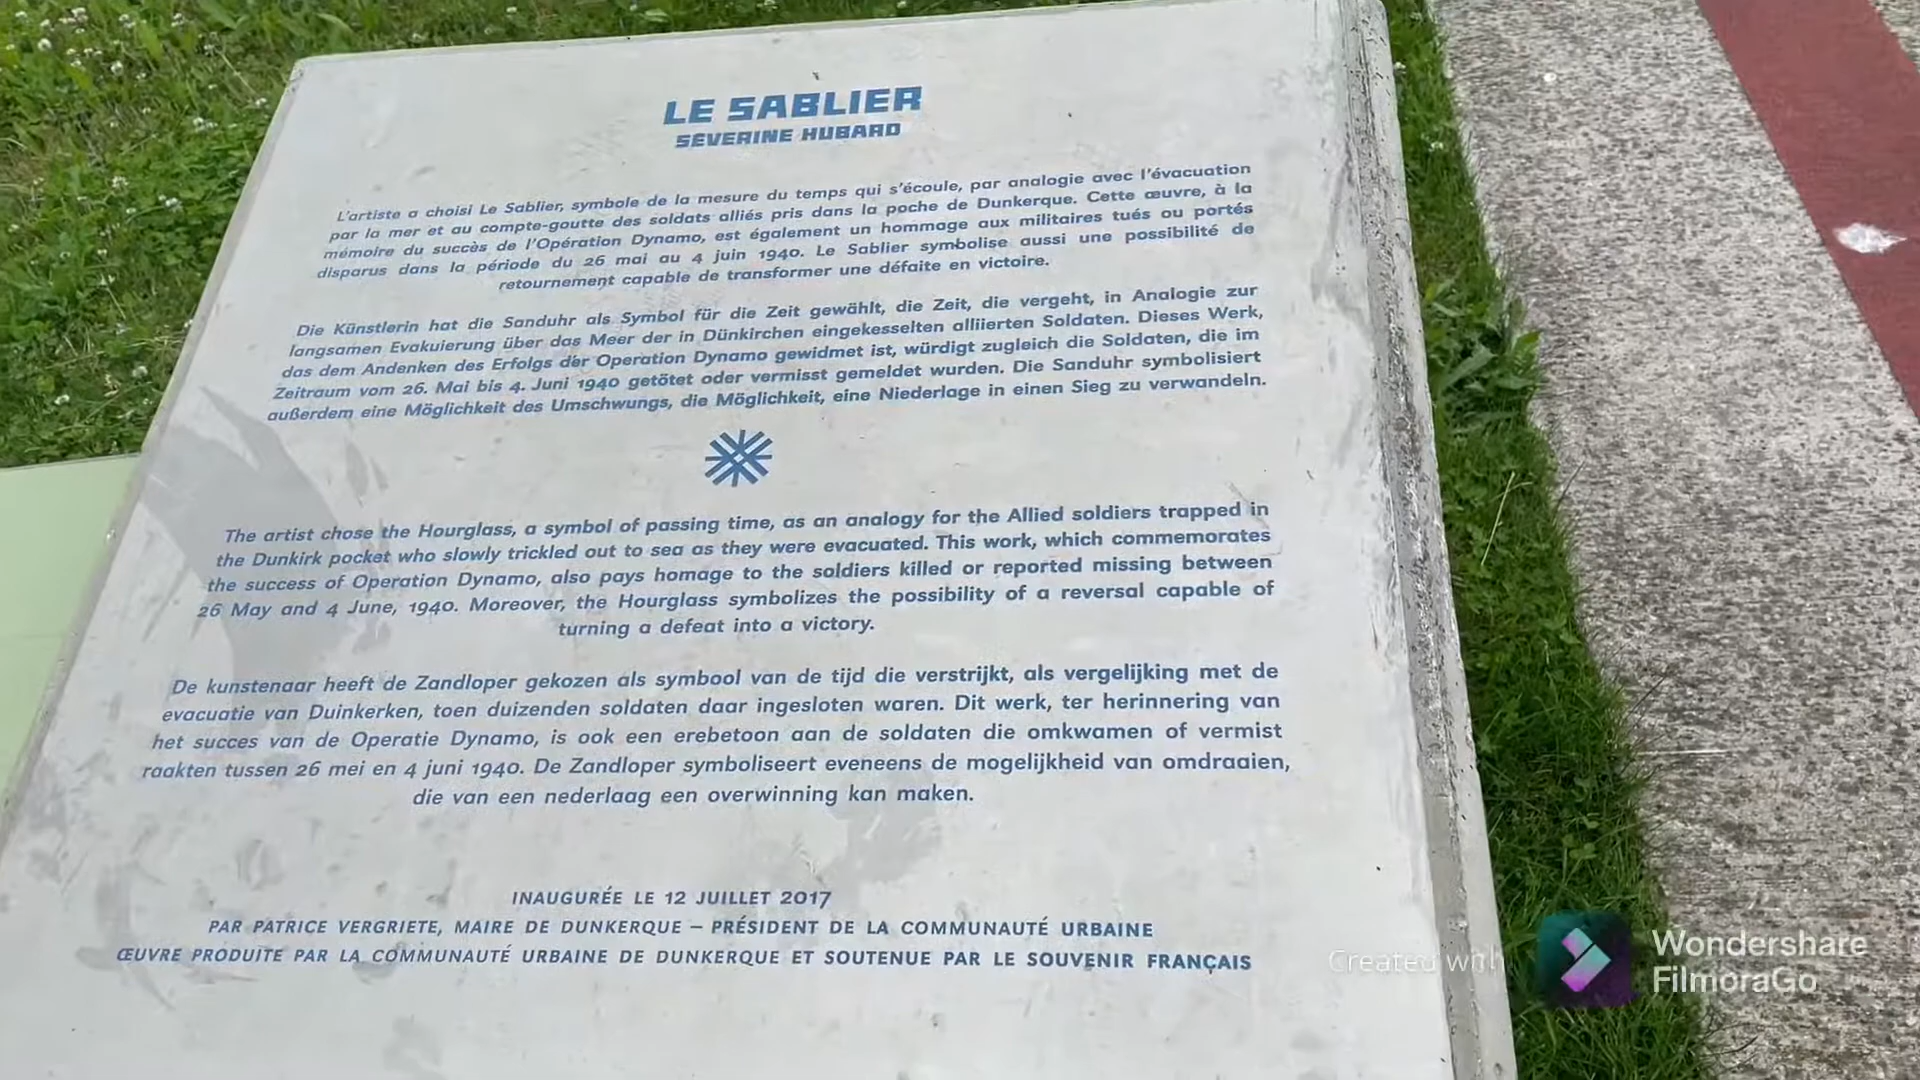 LE SABLIER
SÉVERINE HUBARD
L'artiste a choisi Le Sablier, symbole de la mesure du temps qui s'écoule, par analogie avec l'évacuation
par la mer et au compte-goutte des soldats alliés pris dans la poche de Dunkerque. Cette œuvre, à la
mémoire du succès de l'Opération Dynamo, est également un hommage aux militaires tués ou portés
disparus dans la période du 26 mai au 4 juin 1940. Le Sablier symbolise aussi une possibilité de
retournement capable de transformer une défaite en victoire.
Die Künstlerin hat die Sanduhr als Symbol für die Zeit gewählt, die Zeit, die vergeht, in Analogie zur
langsamen Evakuierung über das Meer der in Dünkirchen eingekesselten alliierten Soldaten. Dieses Werk,
das dem Andenken des Erfolgs der Operation Dynamo gewidmet ist, würdigt zugleich die Soldaten, die im
Zeitraum vom 26. Mai bis 4. Juni 1940 getötet oder vermisst gemeldet wurden. Die Sanduhr symbolisiert
außerdem eine Möglichkeit des Umschwungs, die Möglichkeit, eine Niederlage in einen Sieg zu verwandeln.
The artist chose the Hourglass, a symbol of passing time, as an analogy for the Allied soldiers trapped in
the Dunkirk pocket who slowly trickled out to sea as they were evacuated. This work, which commemorates
the success of Operation Dynamo, also pays homage to the soldiers killed or reported missing between
26 May and 4 June, 1940. Moreover, the Hourglass symbolizes the possibility of a reversal capable of
turning a defeat into a victory.
De kunstenaar heeft de Zandloper gekozen als symbool van de tijd die verstrijkt, als vergelijking met de
evacuatie van Duinkerken, toen duizenden soldaten daar ingesloten waren. Dit werk, ter herinnering van
het succes van de Operatie Dynamo, is ook een erebetoon aan de soldaten die omkwamen of vermist
raakten tussen 26 mei en 4 juni 1940. De Zandloper symboliseert eveneens de mogelijkheid van omdraaien,
die van een nederlaag een overwinning kan maken.
INAUGURÉE LE 12 JUILLET 2017
PAR PATRICE VERGRIETE, MAIRE DE DUNKERQUE – PRÉSIDENT DE LA COMMUNAUTÉ URBAINE
ŒUVRE PRODUITE PAR LA COMMUNAUTÉ URBAINE DE DUNKERQUE ET SOUTENUE PAR LE SOUVENIR FRANÇAIS
Created with
Wondershare
FilmoraGo